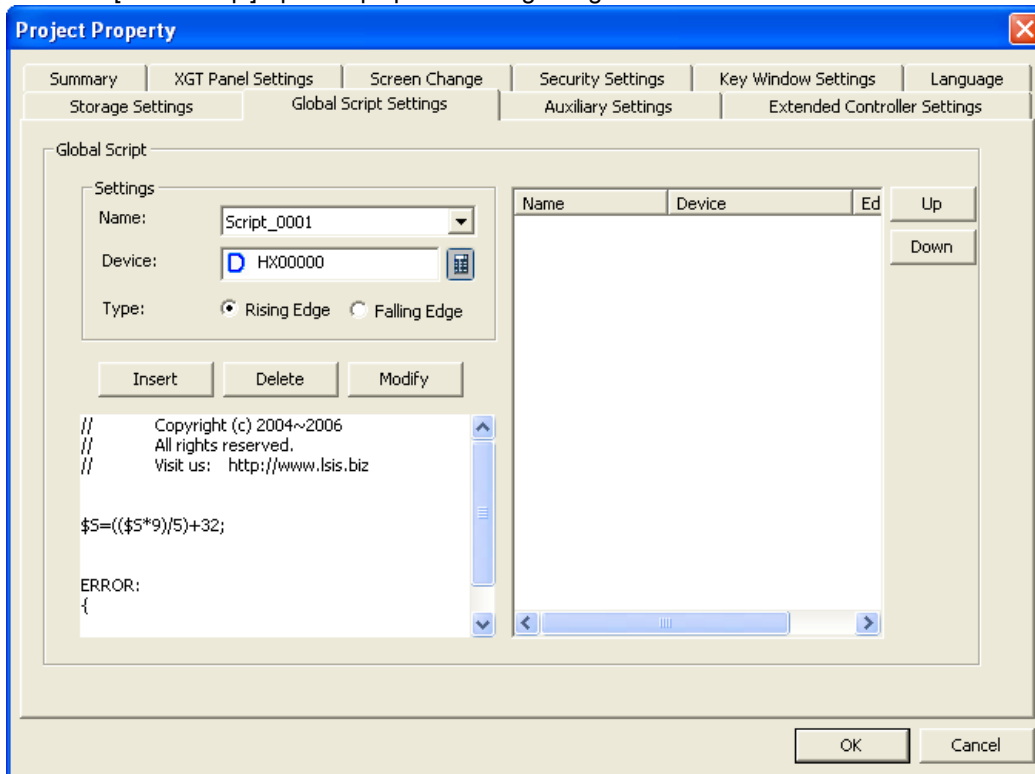 Project Property
Summary
XGT Panel Settings
Screen Change
Security Settings
Key Window Settings
Language
Storage Settings
Global Script Settings
Auxiliary Settings
Extended Controller Settings
Global Script
Settings
Name:
Script_0001
Device:
D HX00000
Type:
Rising Edge
Falling Edge
Insert
Delete
Modify
// Copyright (c) 2004~2006
// All rights reserved.
// Visit us: http://www.lsis.biz
$S=(($S*9)/5)+32;
ERROR:
{
Name
Device
Ed
Up
Down
OK
Cancel